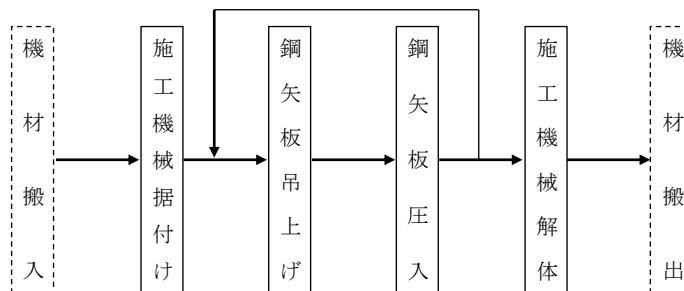 機材搬入
施工機械据付け
鋼矢板吊上げ
鋼矢板圧入
施工機械解体
機材搬出